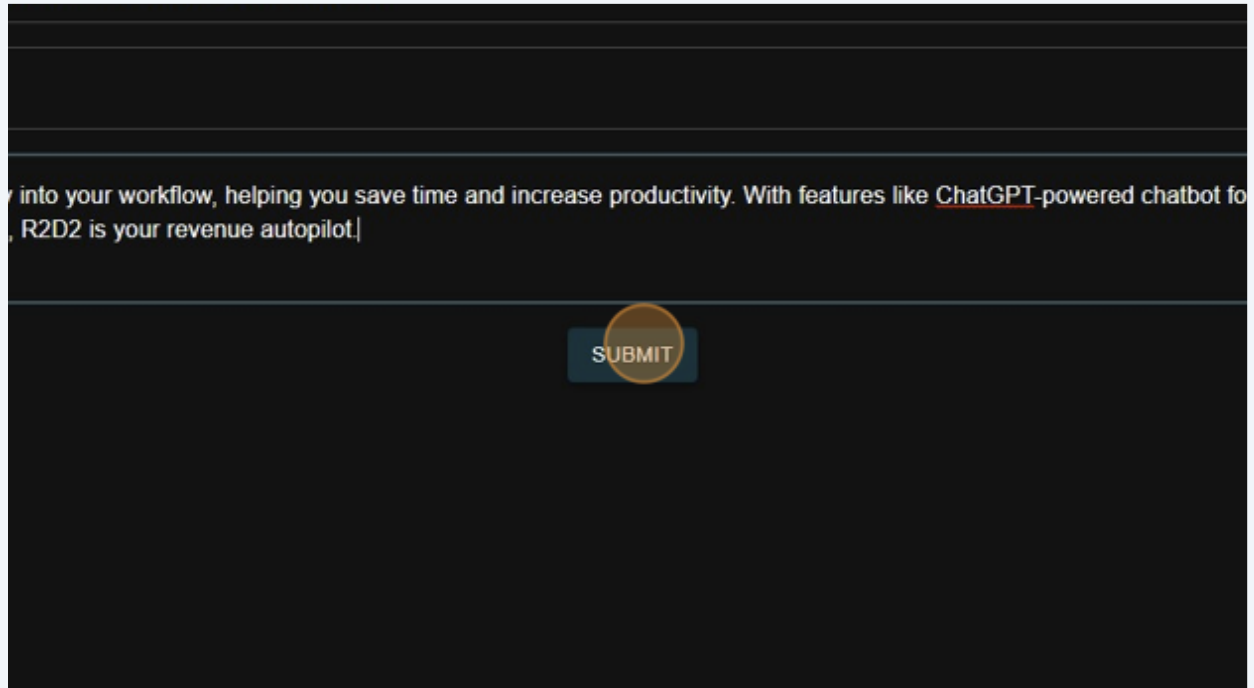 into your workflow, helping you save time and increase productivity. With features like ChatGPT-powered chatbot fo
, R2D2 is your revenue autopilot.
SUBMIT